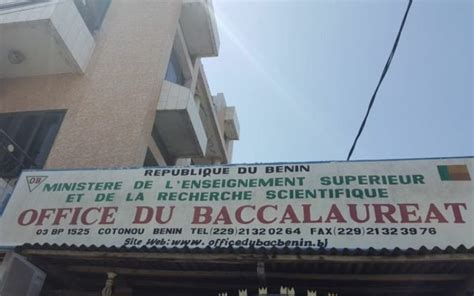 OB
REPUBLIQUE DU BENIN
MINISTERE DE L'ENSEIGNEMENT SUPERIEUR
ET DE LA RECHERCHE SCIENTIFIQUE
OFFICE DU BACCALAUREAT
03 BP 1525 COTONOU BENIN TEL(229)21320264 FAX(229)21323976
Site Web: www.officedubacbenin.bj